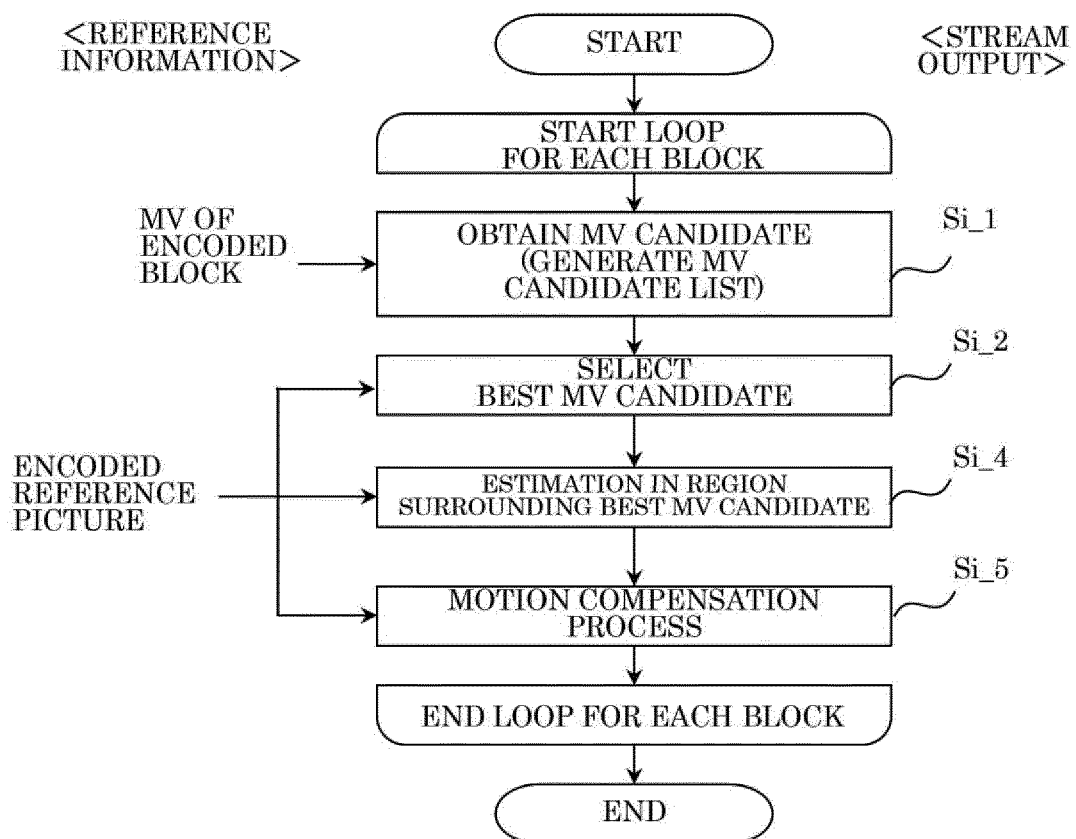 <REFERENCE
INFORMATION>
START
<STREAM
OUTPUT>
START LOOP
FOR EACH BLOCK
MV OF
ENCODED
BLOCK
OBTAIN MV CANDIDATE
(GENERATE MV
CANDIDATE LIST)
Si_1
SELECT
BEST MV CANDIDATE
Si_2
ENCODED
REFERENCE
PICTURE
ESTIMATION IN REGION
SURROUNDING BEST MV CANDIDATE
Si_4
MOTION COMPENSATION
PROCESS
Si_5
END LOOP FOR EACH BLOCK
END